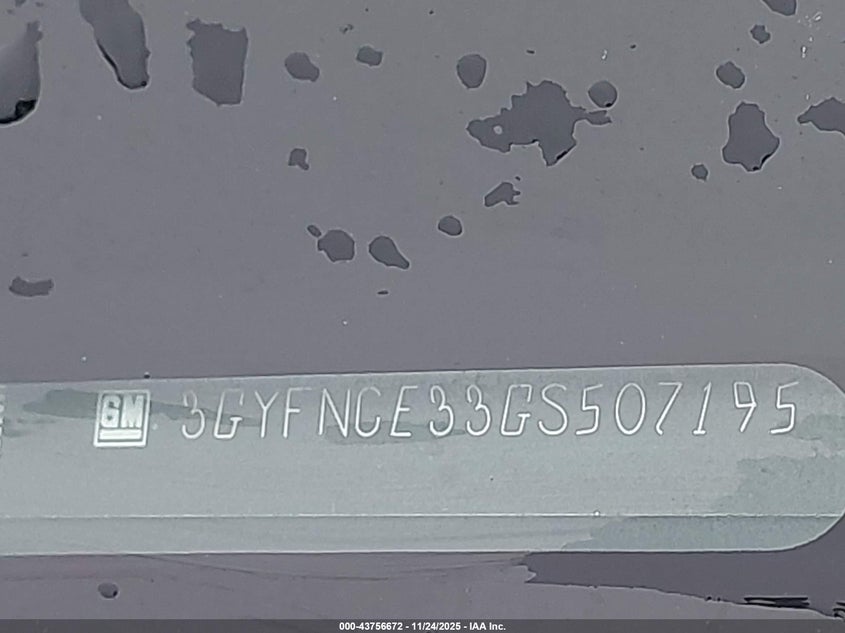 GM 3GYFNCE33GS507195
000-43756672 - 11/24/2025 - IAA Inc.